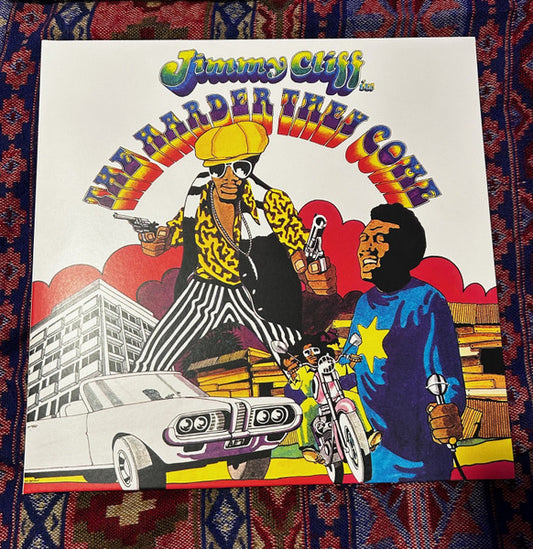 Jimmy Cliff in
THE HARDER THEY COME